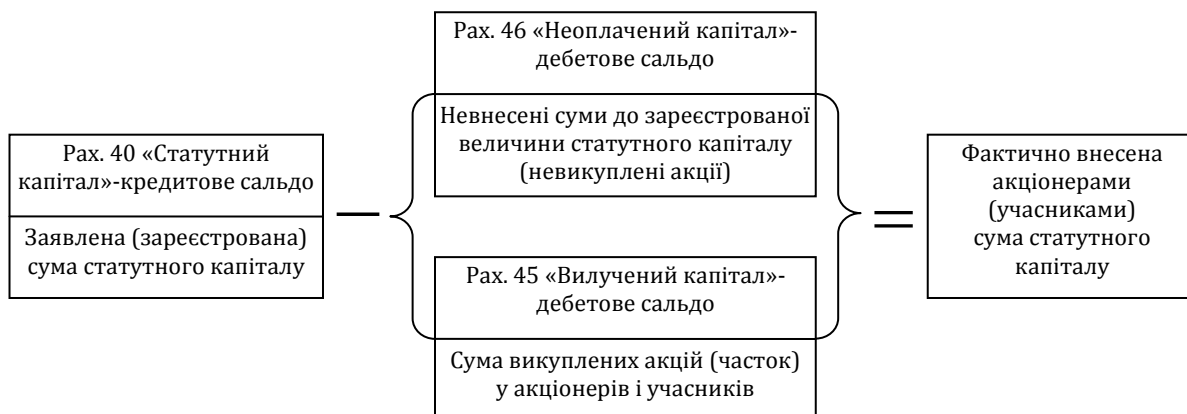 Рах. 40 «Статутний
капітал»-кредитове сальдо
Заявлена (зареєстрована)
сума статутного капіталу
—
Рах. 46 «Неоплачений капітал»-
дебетове сальдо
Невнесені суми до зареєстрованої
величини статутного капіталу
(невикуплені акції)
Рах. 45 «Вилучений капітал»-
дебетове сальдо
Сума викуплених акцій (часток)
у акціонерів і учасників
=
Фактично внесена
акціонерами
(учасниками)
сума статутного
капіталу